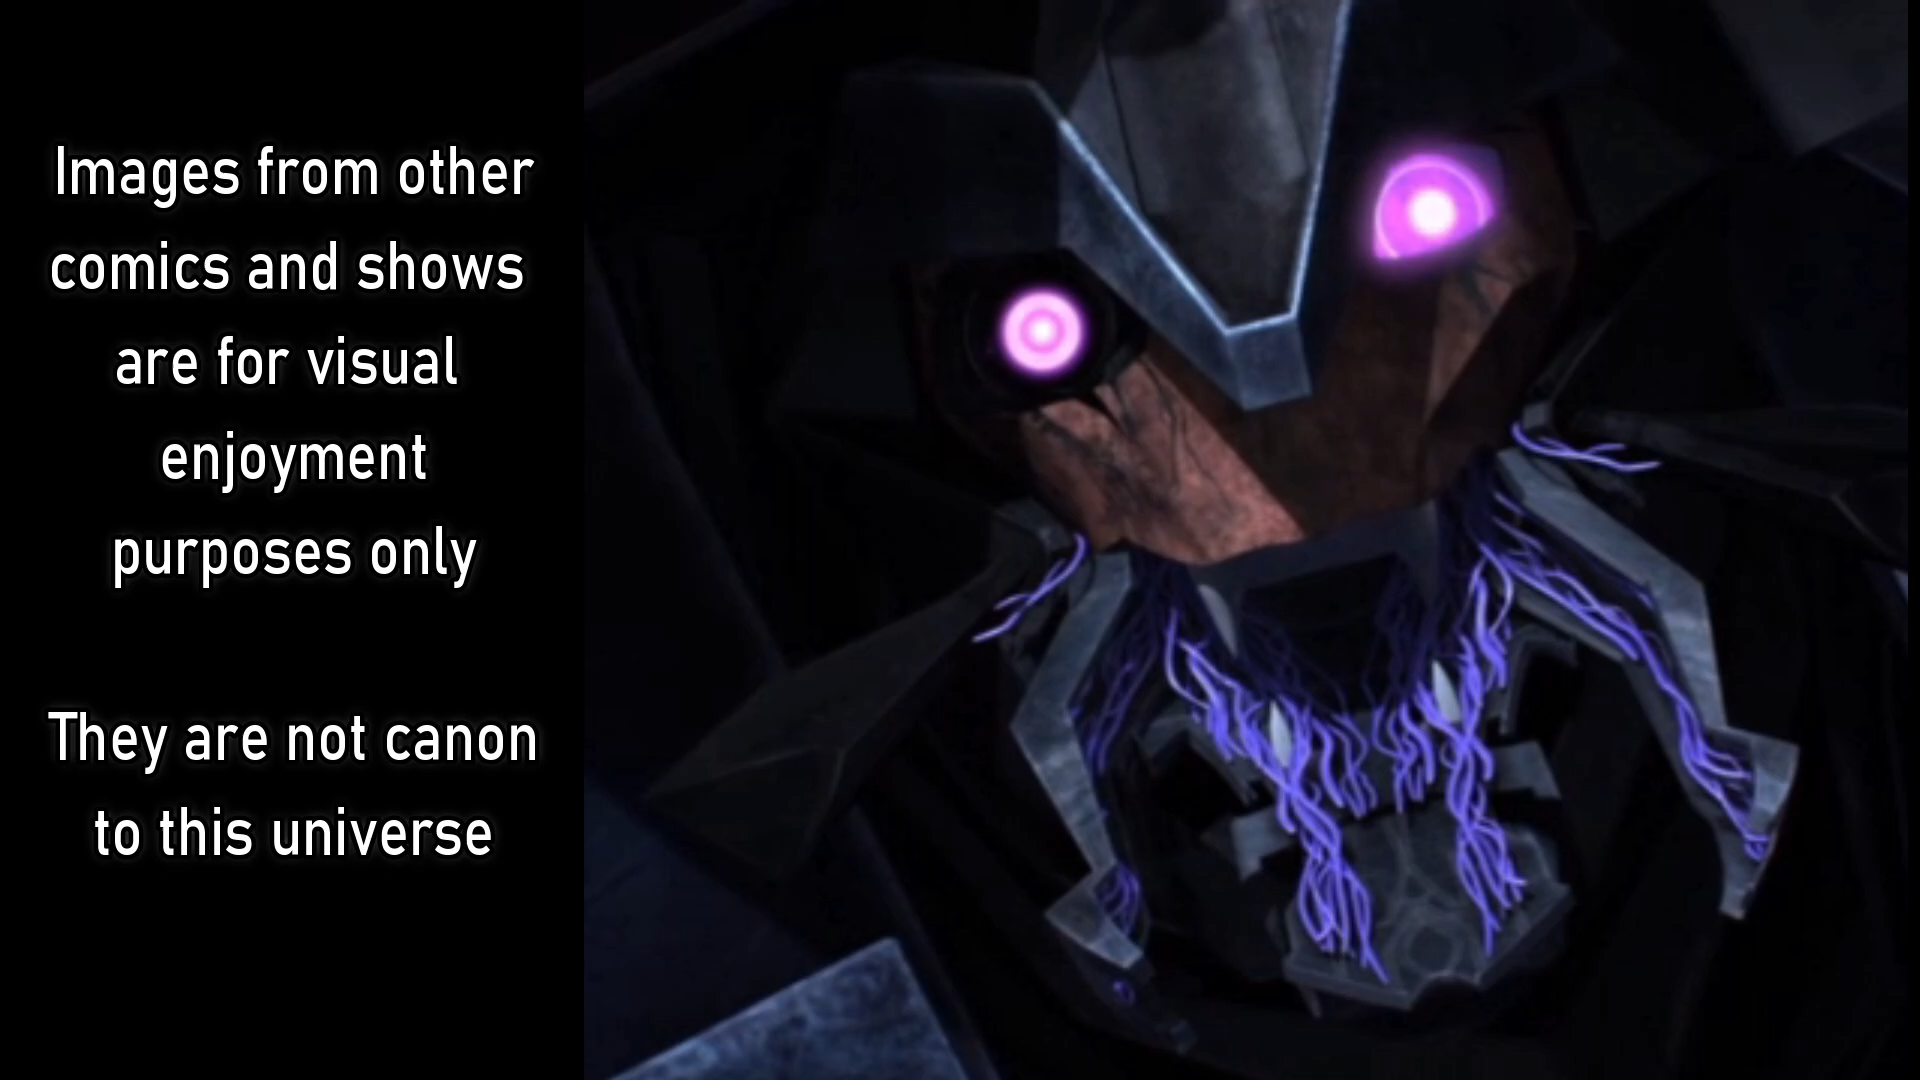 Images from other
comics and shows
are for visual
enjoyment
purposes only
They are not canon
to this universe